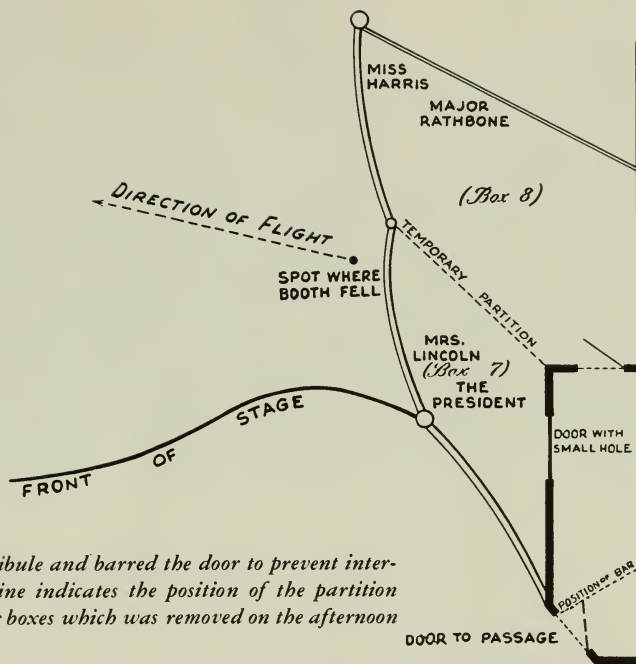 MISS
HARRIS
MAJOR
RATHBONE
(Box 8)
DIRECTION OF FLIGHT
SPOT WHERE
BOOTH FELL
TEMPORARY PARTITION
MRS.
LINCOLN
(Box 7)
THE
PRESIDENT
FRONT OF STAGE
DOOR WITH
SMALL HOLE
POSITION OF BAR
DOOR TO PASSAGE
ibule and barred the door to prevent inter-
ine indicates the position of the partition
boxes which was removed on the afternoon